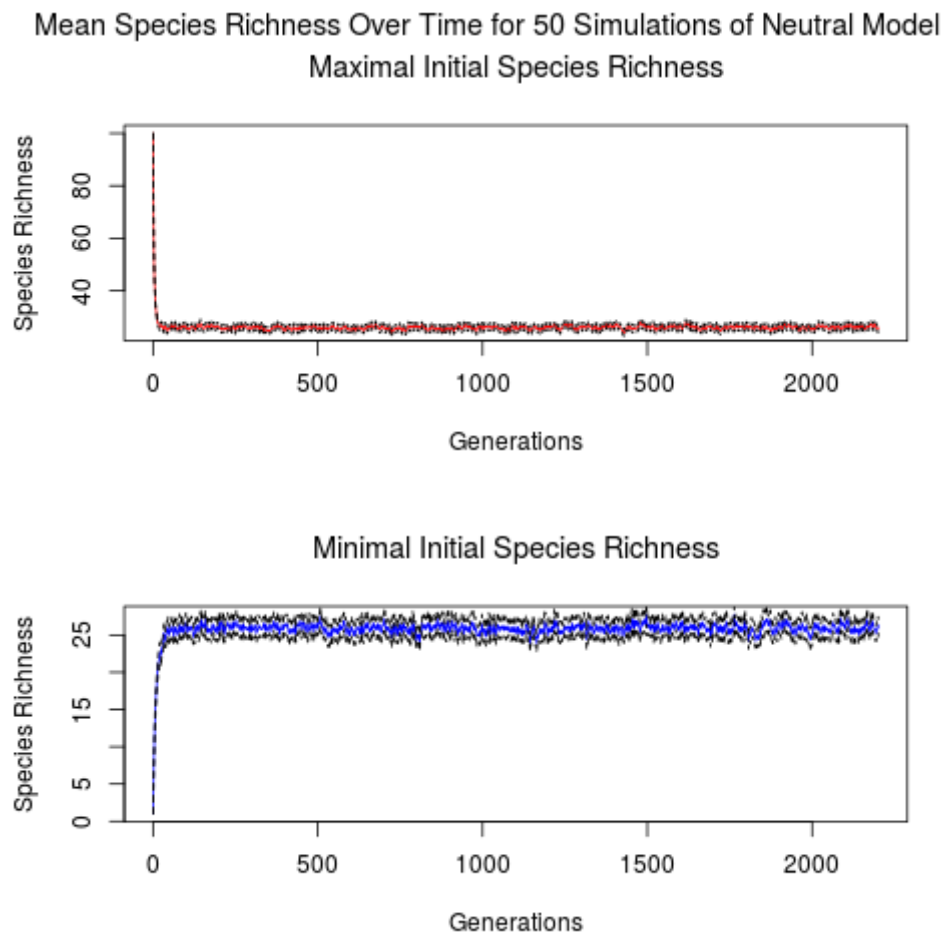 Mean Species Richness Over Time for 50 Simulations of Neutral Model
Maximal Initial Species Richness
Species Richness
80
60
40
0 500 1000 1500 2000
Generations
Minimal Initial Species Richness
Species Richness
25
15
5
0
0 500 1000 1500 2000
Generations